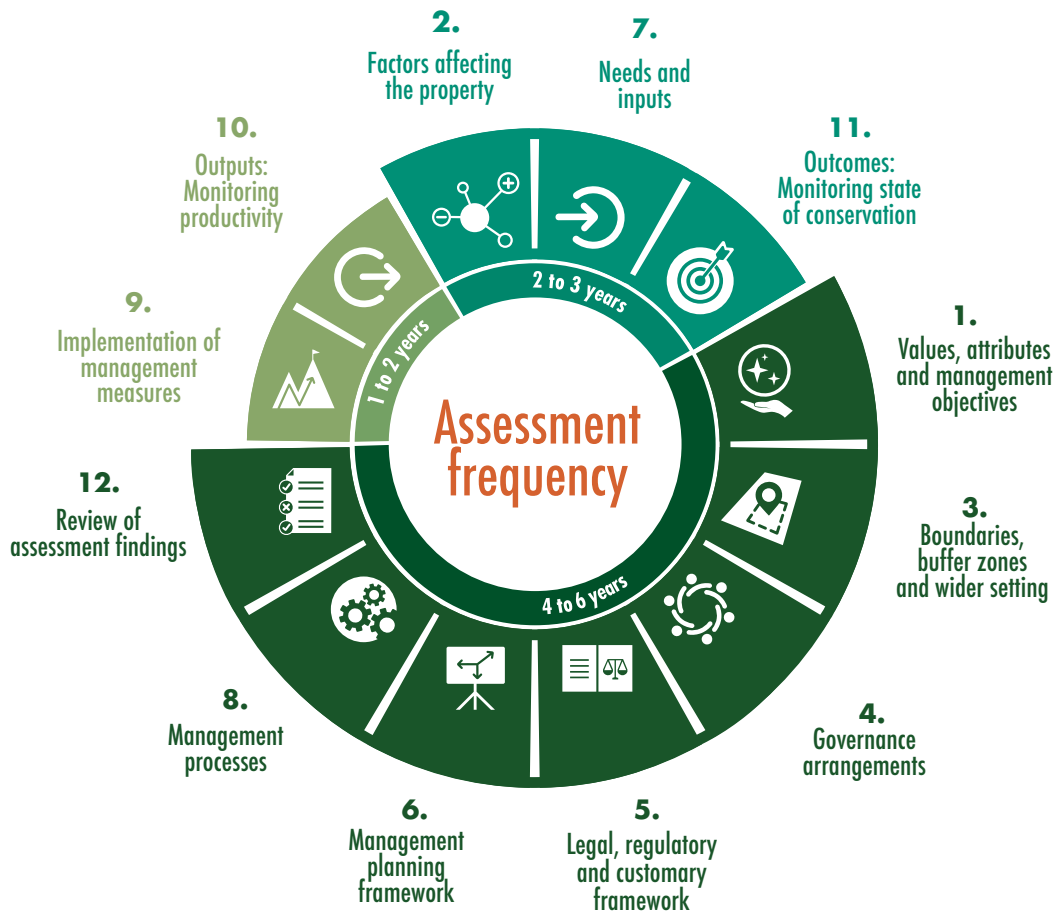 2.
Factors affecting
the property
7.
Needs and
inputs
10.
Outputs:
Monitoring
productivity
11.
Outcomes:
Monitoring state
of conservation
9.
Implementation of
management
measures
1.
Values, attributes
and management
objectives
1 to 2 years
2 to 3 years
Assessment
frequency
4 to 6 years
12.
Review of
assessment findings
3.
Boundaries,
buffer zones
and wider setting
8.
Management
processes
4.
Governance
arrangements
6.
Management
planning
framework
5.
Legal, regulatory
and customary
framework